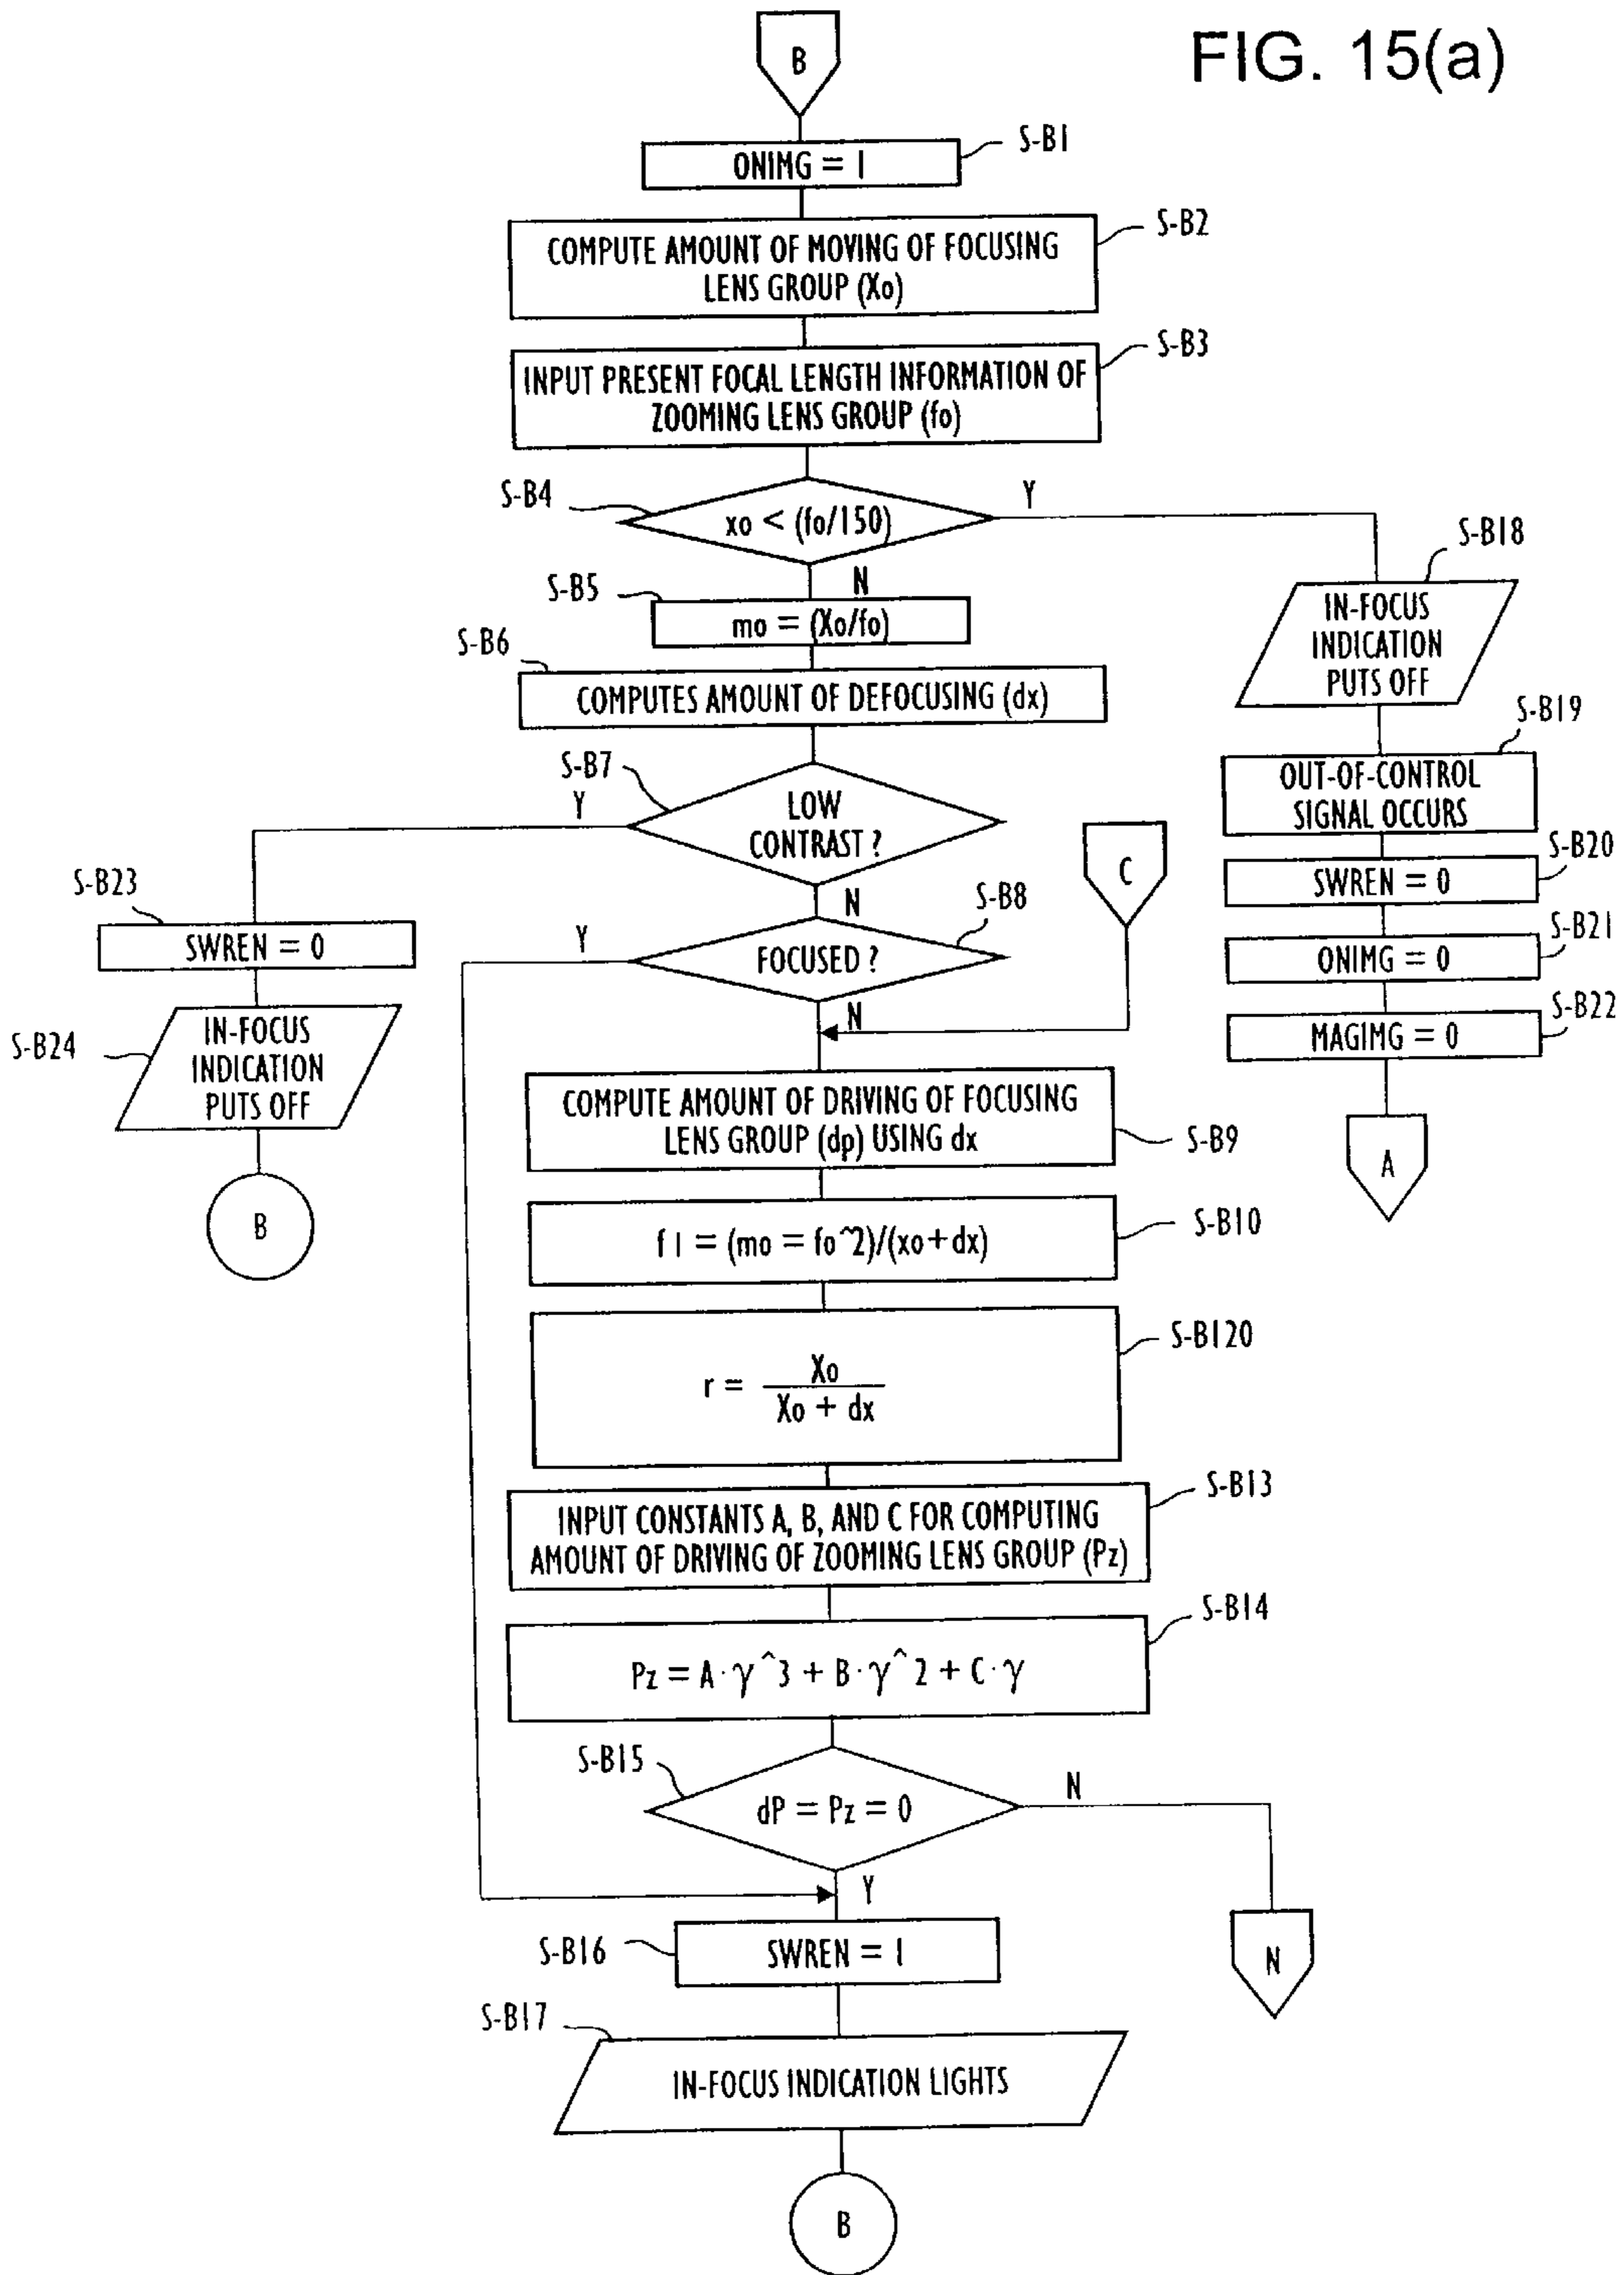 FIG. 15(a)
B
S-B1
ONIMG = 1
S-B2
COMPUTE AMOUNT OF MOVING OF FOCUSING
LENS GROUP (Xo)
S-B3
INPUT PRESENT FOCAL LENGTH INFORMATION OF
ZOOMING LENS GROUP (fo)
S-B4
xo < (fo/150)
Y
N
S-B5
mo = (Xo/fo)
S-B6
COMPUTES AMOUNT OF DEFOCUSING (dx)
S-B7
LOW
CONTRAST ?
Y
N
S-B8
FOCUSED ?
Y
N
C
S-B23
SWREN = 0
S-B24
IN-FOCUS
INDICATION
PUTS OFF
B
S-B18
IN-FOCUS
INDICATION
PUTS OFF
S-B19
OUT-OF-CONTROL
SIGNAL OCCURS
S-B20
SWREN = 0
S-B21
ONIMG = 0
S-B22
MAGIMG = 0
A
COMPUTE AMOUNT OF DRIVING OF FOCUSING
LENS GROUP (dp) USING dx
S-B9
f1 = (mo = fo^2)/(xo+dx)
S-B10
S-B120
r = Xo
Xo + dx
S-B13
INPUT CONSTANTS A, B, AND C FOR COMPUTING
AMOUNT OF DRIVING OF ZOOMING LENS GROUP (Pz)
S-B14
Pz = A·γ^3 + B·γ^2 + C·γ
S-B15
dP = Pz = 0
N
Y
N
S-B16
SWREN = 1
S-B17
IN-FOCUS INDICATION LIGHTS
B